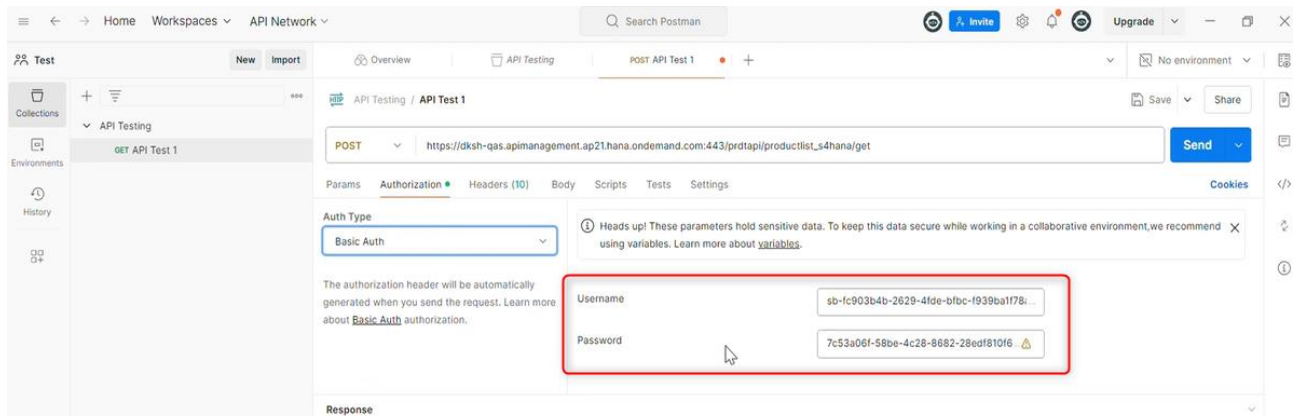 Home Workspaces API Network Search Postman Invite Upgrade
Test New Import Overview API Testing POST API Test 1 No environment
Collections
API Testing / API Test 1 Save Share
API Testing
GET API Test 1
POST https://dksh-qas.apimanagement.ap21.hana.ondemand.com:443/prdtapi/productlist_s4hana/get Send
Environments
Params Authorization Headers (10) Body Scripts Tests Settings Cookies
History
Auth Type
Basic Auth
Heads up! These parameters hold sensitive data. To keep this data secure while working in a collaborative environment,we recommend
using variables. Learn more about variables.
The authorization header will be automatically
generated when you send the request. Learn more
about Basic Auth authorization.
Username sb-fc903b4b-2629-4fde-bfbc-f939ba1f78
Password 7c53a06f-58be-4c28-8682-28edf810f6
Response